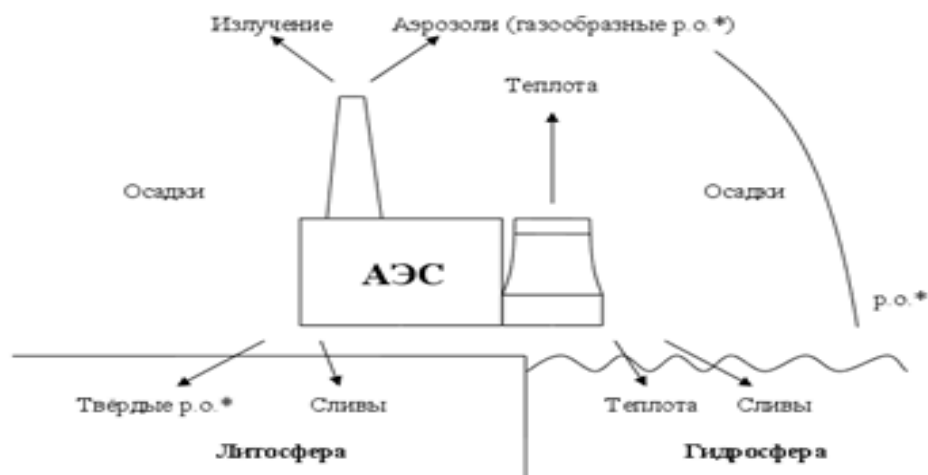 Излучение
Аэрозоли (газообразные р.о.*)
Теплота
Осадки
Осадки
АЭС
р.о.*
Твёрдые р.о.*
Сливы
Теплота
Сливы
Литосфера
Гидросфера